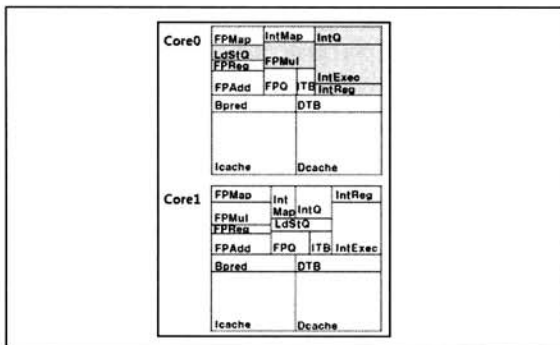 Core0
FPMap
IntMap
IntQ
LdStQ
FPMul
FPReg
IntExec
FPAdd
FPQ
ITB
IntReg
Bpred
DTB
Icache
Dcache
Core1
FPMap
Int
IntReg
Map
IntQ
FPMul
LdStQ
FPReg
FPAdd
FPQ
ITB
IntExec
Bpred
DTB
Icache
Dcache